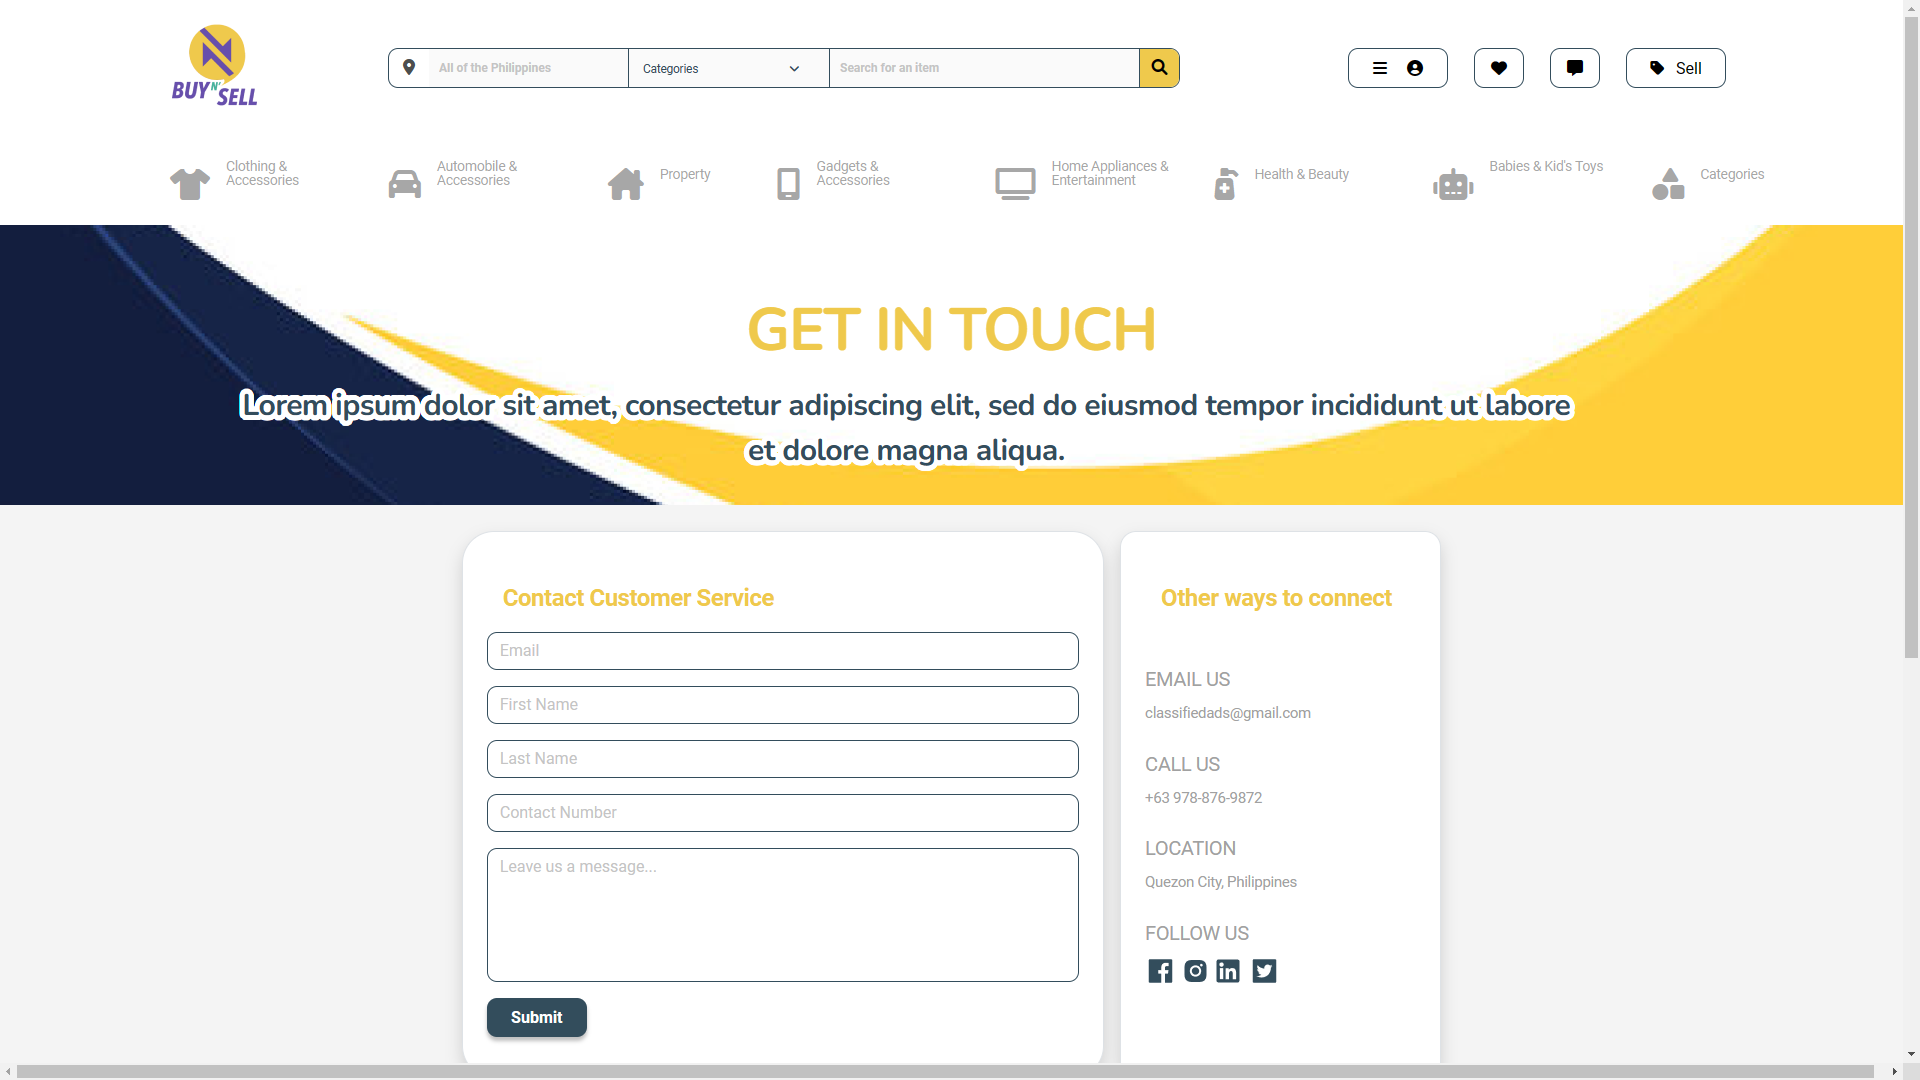 BUY N' SELL
All of the Philippines
Categories
Search for an item
Sell
Clothing &
Accessories
Automobile &
Accessories
Property
Gadgets &
Accessories
Home Appliances &
Entertainment
Health & Beauty
Babies & Kid's Toys
Categories
GET IN TOUCH
Lorem ipsum dolor sit amet, consectetur adipiscing elit, sed do eiusmod tempor incididunt ut labore
et dolore magna aliqua.
Contact Customer Service
Email
First Name
Last Name
Contact Number
Leave us a message...
Submit
Other ways to connect
EMAIL US
classifiedads@gmail.com
CALL US
+63 978-876-9872
LOCATION
Quezon City, Philippines
FOLLOW US